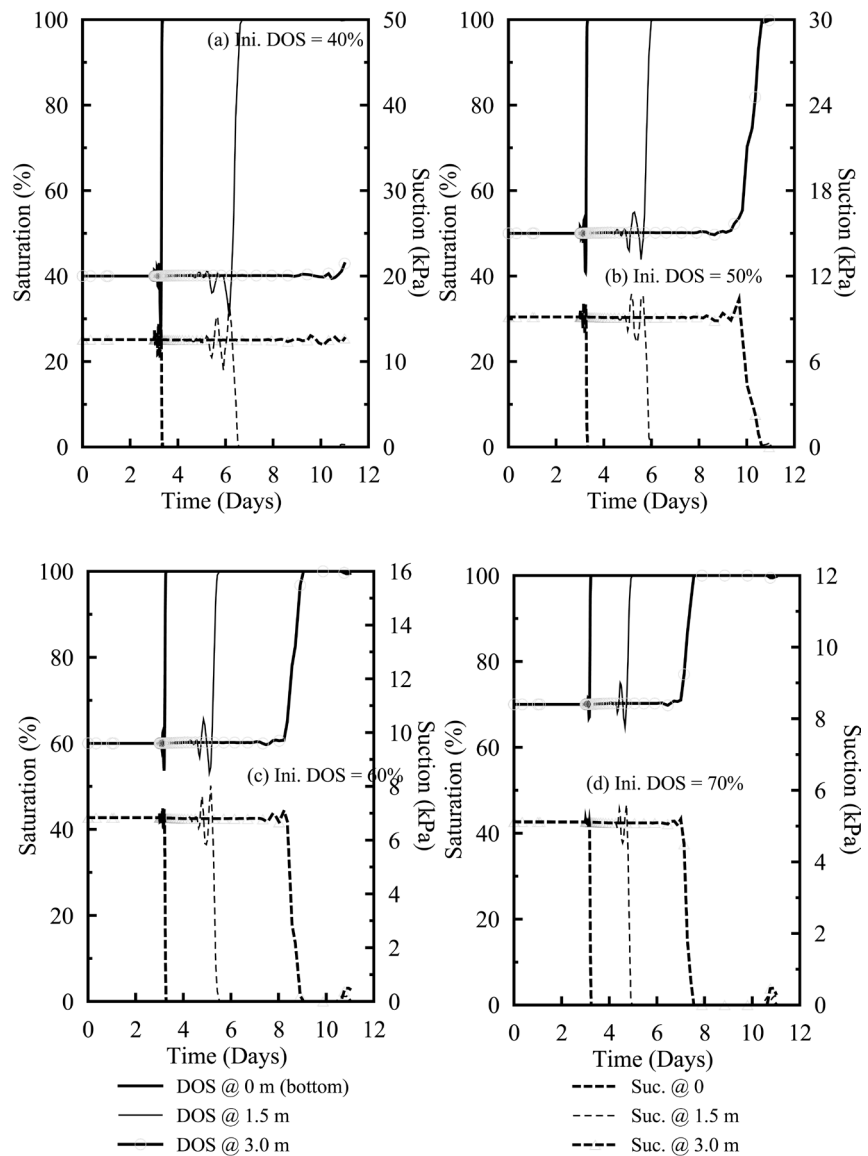 (a) Ini. DOS = 40%
100
80
60
40
20
0
Saturation (%)
50
40
30
20
10
0
Suction (kPa)
0 2 4 6 8 10 12
Time (Days)
(b) Ini. DOS = 50%
100
80
60
40
20
0
Saturation (%)
30
24
18
12
6
0
Suction (kPa)
0 2 4 6 8 10 12
Time (Days)
(c) Ini. DOS = 60%
100
80
60
40
20
0
Saturation (%)
16
14
12
10
8
6
4
2
0
Suction (kPa)
0 2 4 6 8 10 12
Time (Days)
(d) Ini. DOS = 70%
100
80
60
40
20
0
Saturation (%)
12
10
8
6
4
2
0
Suction (kPa)
0 2 4 6 8 10 12
Time (Days)
DOS @ 0 m (bottom)
DOS @ 1.5 m
DOS @ 3.0 m
Suc. @ 0
Suc. @ 1.5 m
Suc. @ 3.0 m